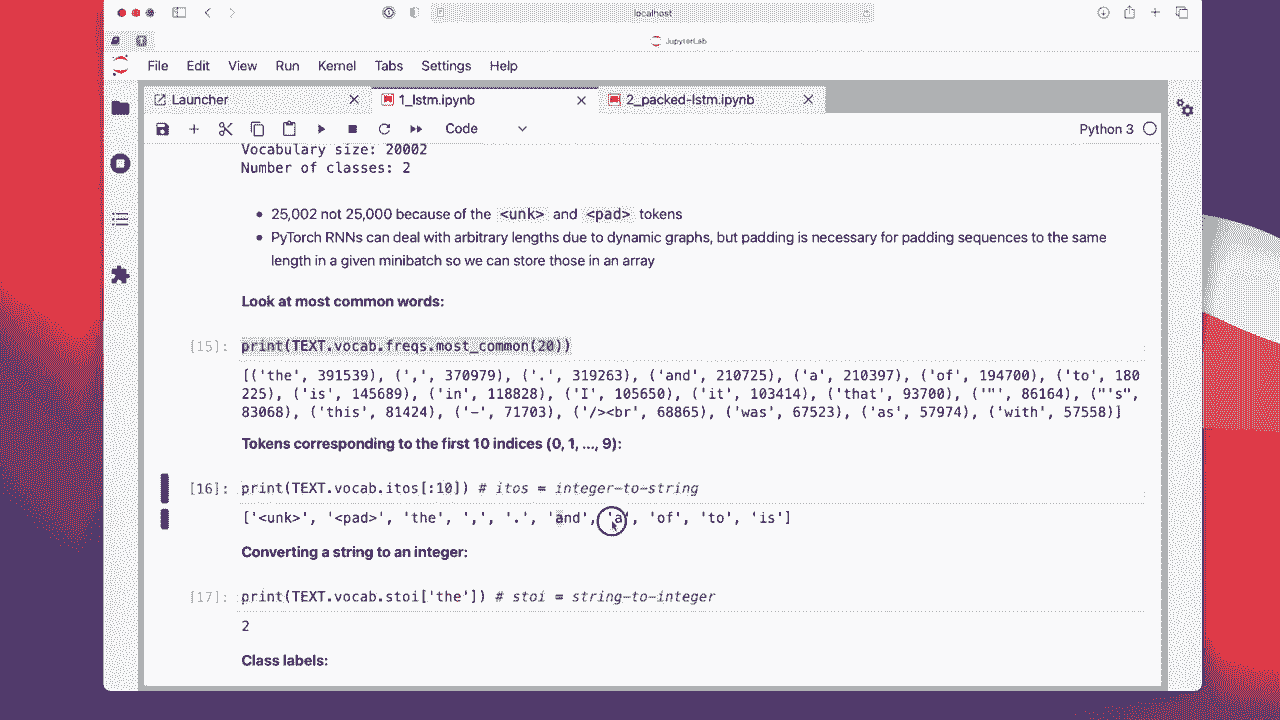 localhost
JupyterLab
File Edit View Run Kernel Tabs Settings Help
Launcher 1_lstm.ipynb 2_packed-lstm.ipynb
Code Python 3
Vocabulary size: 20002
Number of classes: 2
• 25,002 not 25,000 because of the <unk> and <pad> tokens
• PyTorch RNNs can deal with arbitrary lengths due to dynamic graphs, but padding is necessary for padding sequences to the same
length in a given minibatch so we can store those in an array
Look at most common words:
[15]: print(TEXT.vocab.freqs.most_common(20))
[('the', 391539), (',', 370979), ('.', 319263), ('and', 210725), ('a', 210397), ('of', 194700), ('to', 180
225), ('is', 145689), ('in', 118828), ('I', 105650), ('it', 103414), ('that', 93700), ('"', 86164), ("'s",
83068), ('this', 81424), ('-', 71703), ('/><br', 68865), ('was', 67523), ('as', 57974), ('with', 57558)]
Tokens corresponding to the first 10 indices (0, 1, ..., 9):
[16]: print(TEXT.vocab.itos[:10]) # itos = integer-to-string
['<unk>', '<pad>', 'the', ',', '.', 'and', 'a', 'of', 'to', 'is']
Converting a string to an integer:
[17]: print(TEXT.vocab.stoi['the']) # stoi = string-to-integer
2
Class labels: